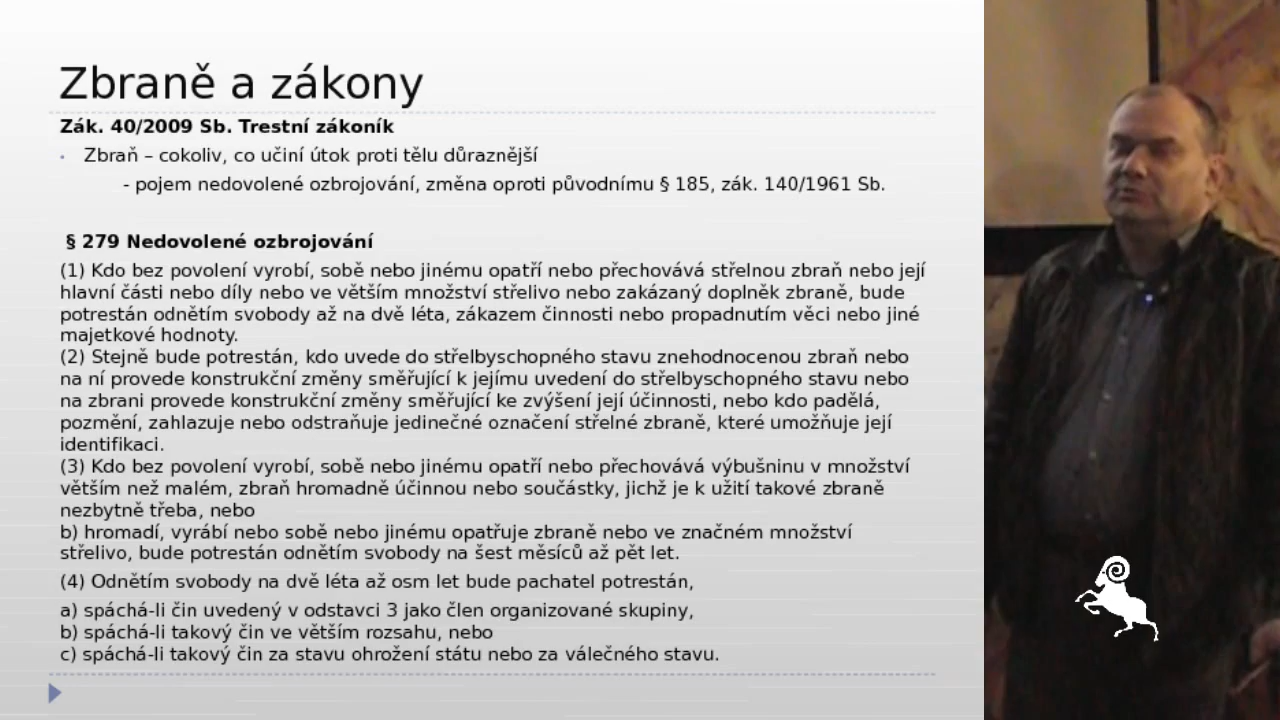 Zbraně a zákony
Zák. 40/2009 Sb. Trestní zákoník
Zbraň – cokoliv, co učiní útok proti tělu důraznější
- pojem nedovolené ozbrojování, změna oproti původnímu § 185, zák. 140/1961 Sb.
§ 279 Nedovolené ozbrojování
(1) Kdo bez povolení vyrobí, sobě nebo jinému opatří nebo přechovává střelnou zbraň nebo její
hlavní části nebo díly nebo ve větším množství střelivo nebo zakázaný doplněk zbraně, bude
potrestán odnětím svobody až na dvě léta, zákazem činnosti nebo propadnutím věci nebo jiné
majetkové hodnoty.
(2) Stejně bude potrestán, kdo uvede do střelbyschopného stavu znehodnocenou zbraň nebo
na ní provede konstrukční změny směřující k jejímu uvedení do střelbyschopného stavu nebo
na zbrani provede konstrukční změny směřující ke zvýšení její účinnosti, nebo kdo padělá,
pozmění, zahlazuje nebo odstraňuje jedinečné označení střelné zbraně, které umožňuje její
identifikaci.
(3) Kdo bez povolení vyrobí, sobě nebo jinému opatří nebo přechovává výbušninu v množství
větším než malém, zbraň hromadně účinnou nebo součástky, jichž je k užití takové zbraně
nezbytně třeba, nebo
b) hromadí, vyrábí nebo sobě nebo jinému opatřuje zbraně nebo ve značném množství
střelivo, bude potrestán odnětím svobody na šest měsíců až pět let.
(4) Odnětím svobody na dvě léta až osm let bude pachatel potrestán,
a) spáchá-li čin uvedený v odstavci 3 jako člen organizované skupiny,
b) spáchá-li takový čin ve větším rozsahu, nebo
c) spáchá-li takový čin za stavu ohrožení státu nebo za válečného stavu.